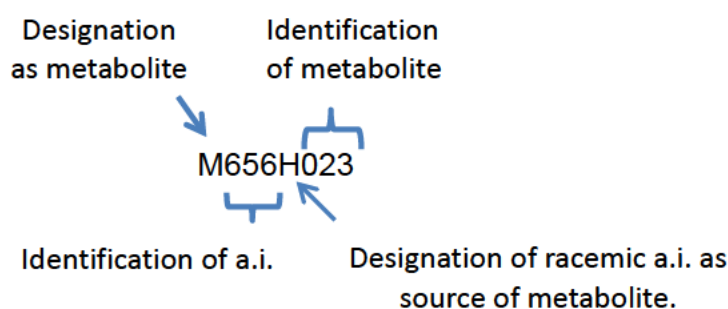 Designation
as metabolite
Identification
of metabolite
M656H023
Identification of a.i.
Designation of racemic a.i. as
source of metabolite.